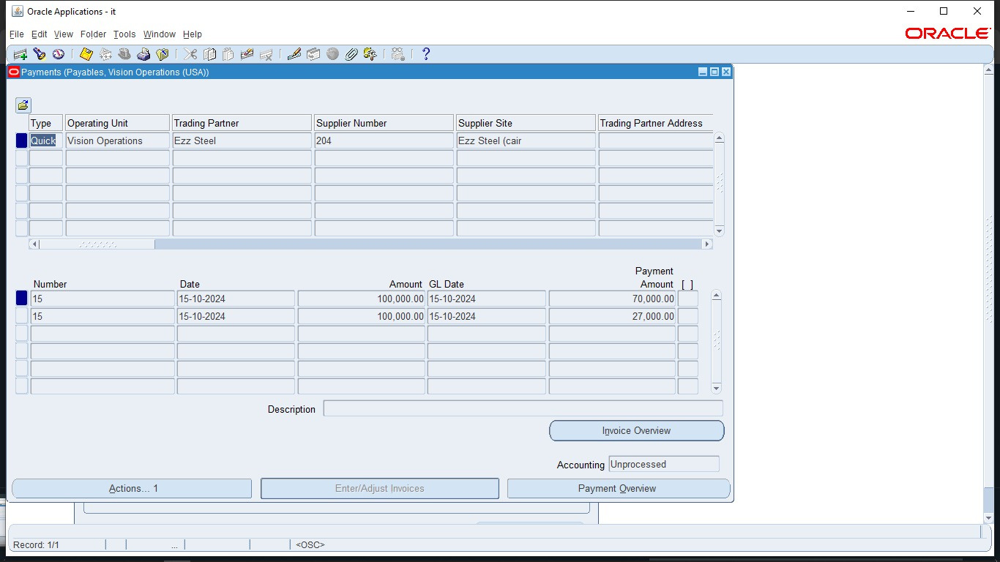 Oracle Applications - it
File Edit View Folder Tools Window Help
ORACLE
Payments (Payables, Vision Operations (USA))
Type Operating Unit Trading Partner Supplier Number Supplier Site Trading Partner Address
Quick Vision Operations Ezz Steel 204 Ezz Steel (cair
Payment
Number Date Amount GL Date Amount [ ]
15 15-10-2024 100,000.00 15-10-2024 70,000.00
15 15-10-2024 100,000.00 15-10-2024 27,000.00
Description
Invoice Overview
Accounting Unprocessed
Actions... 1 Enter/Adjust Invoices Payment Overview
Record: 1/1 ... <OSC>